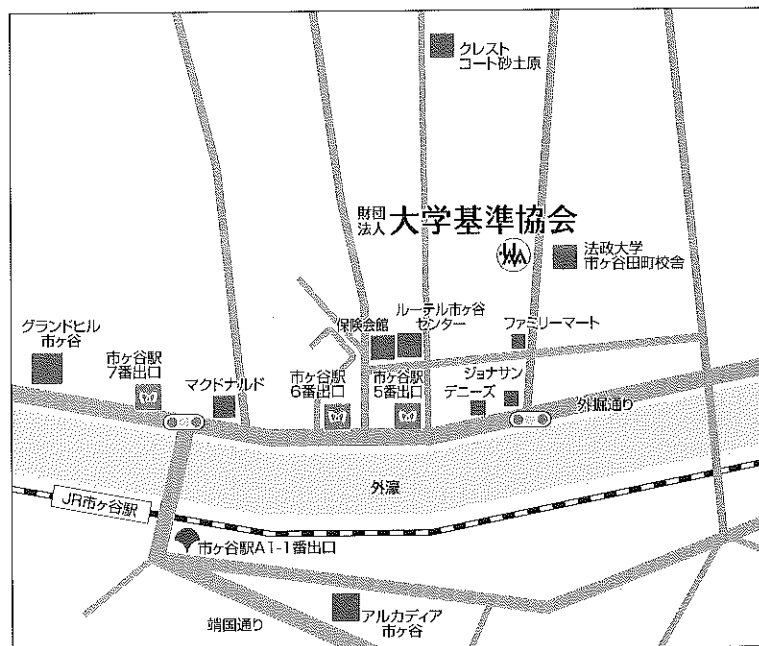 クレスト
コート砂土原
財団
法人 大学基準協会
法政大学
市ヶ谷田町校舎
ルーテル市ヶ谷
センター
保険会館
ファミリーマート
グランドヒル
市ヶ谷
市ヶ谷駅
7番出口
マクドナルド
市ヶ谷駅
6番出口
市ヶ谷駅
5番出口
ジョナサン
デニーズ
外掘通り
外濠
JR市ヶ谷駅
市ヶ谷駅A1-1番出口
靖国通り
アルカディア
市ヶ谷